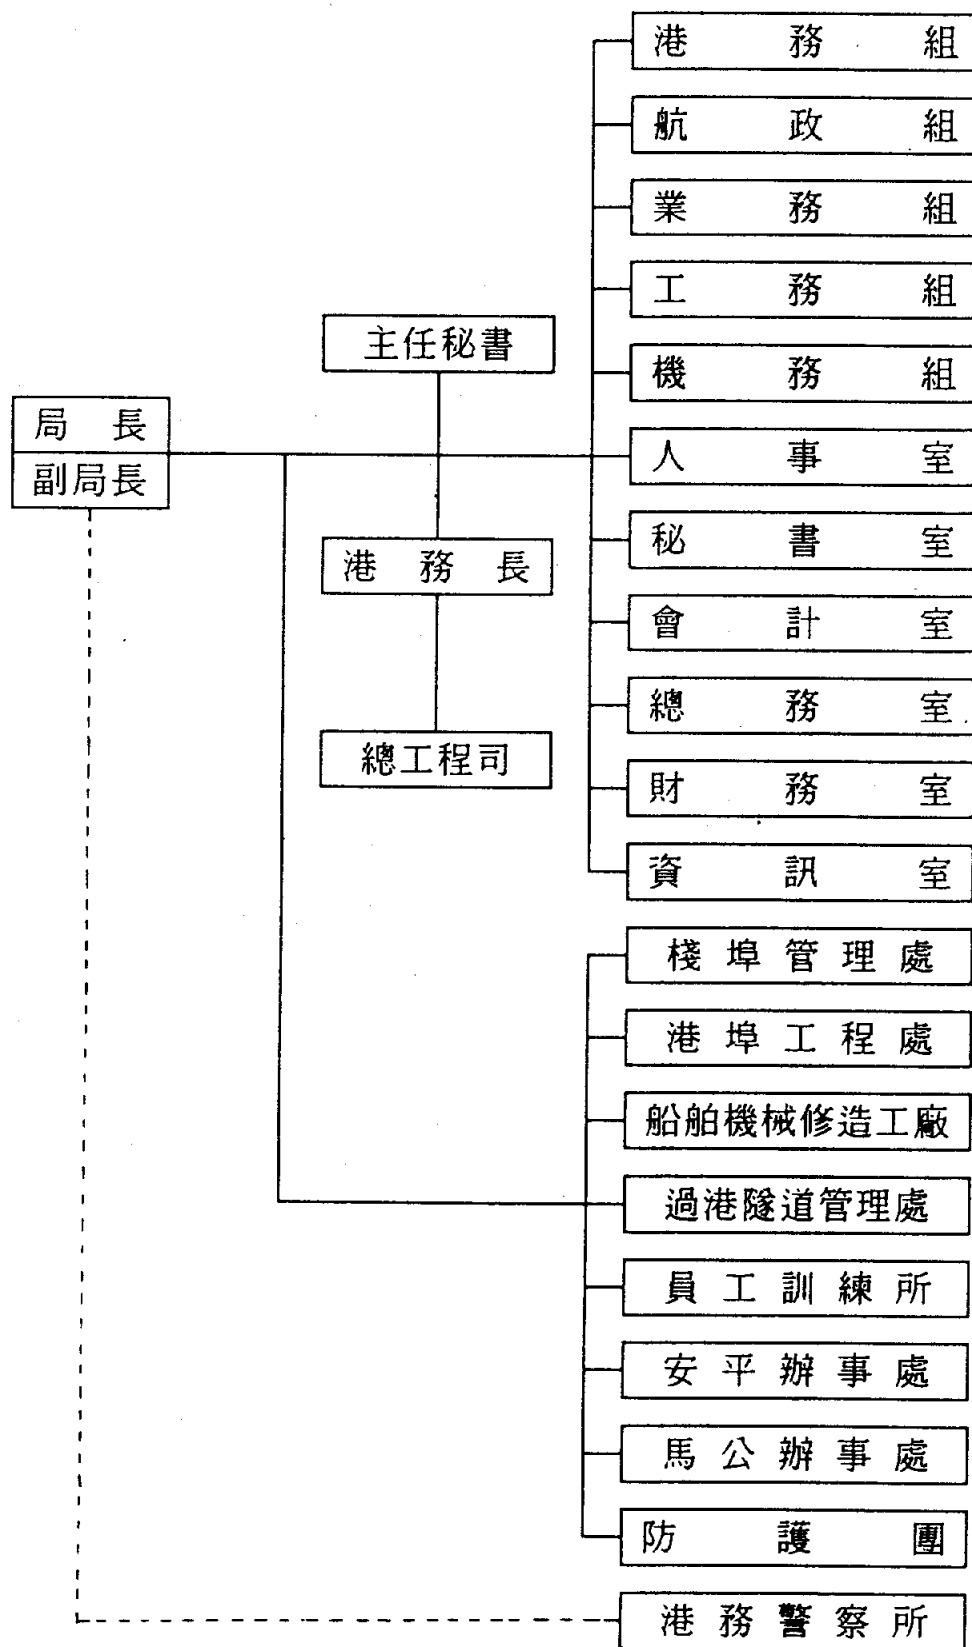 港務組
航政組
業務組
工務組
主任秘書
機務組
局長
副局長
人事室
秘書室
港務長
會計室
總務室
總工程司
財務室
資訊室
棧埠管理處
港埠工程處
船舶機械修造工廠
過港隧道管理處
員工訓練所
安平辦事處
馬公辦事處
防護團
港務警察所